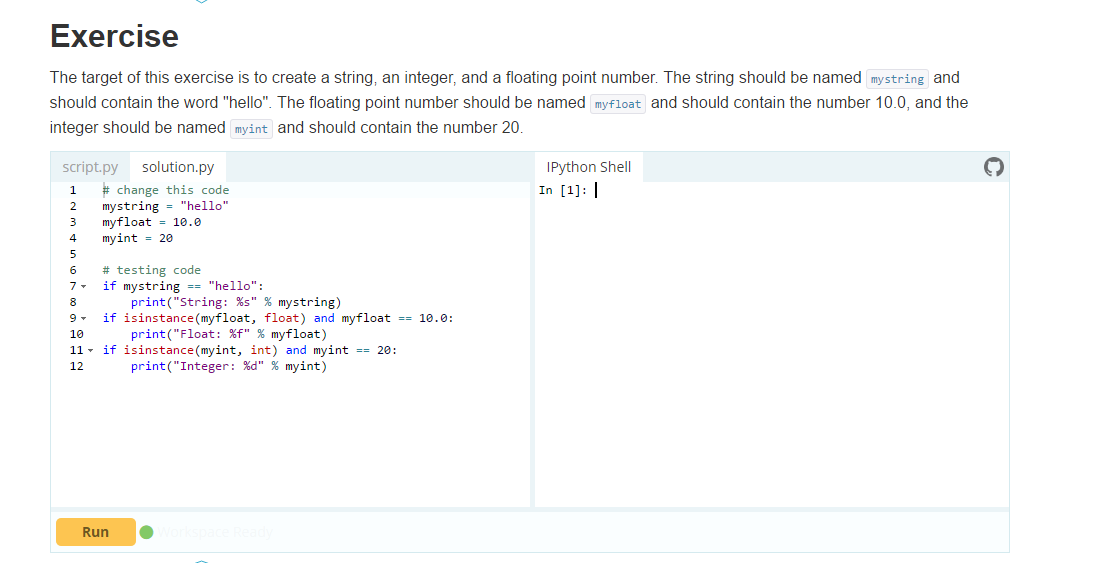 Exercise
The target of this exercise is to create a string, an integer, and a floating point number. The string should be named mystring and
should contain the word "hello". The floating point number should be named myfloat and should contain the number 10.0, and the
integer should be named myint and should contain the number 20.
script.py solution.py IPython Shell
1 # change this code
2 mystring = "hello"
3 myfloat = 10.0
4 myint = 20
5
6 # testing code
7 if mystring == "hello":
8     print("String: %s" % mystring)
9 if isinstance(myfloat, float) and myfloat == 10.0:
10     print("Float: %f" % myfloat)
11 if isinstance(myint, int) and myint == 20:
12     print("Integer: %d" % myint)
In [1]:
Run Workspace Ready